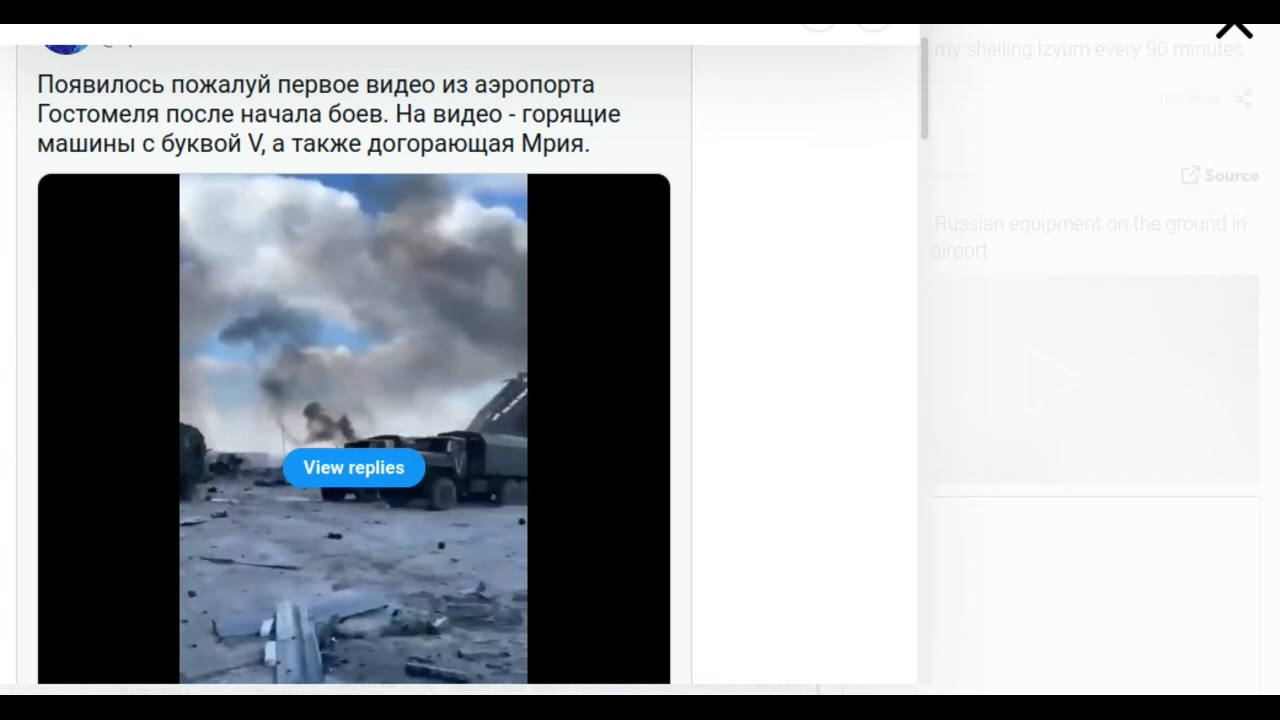 my shelling Izyum every 90 minutes
Появилось пожалуй первое видео из аэропорта
Гостомеля после начала боев. На видео - горящие
машины с буквой V, а также догорающая Мрия.
Source
Russian equipment on the ground in
airport
V
View replies